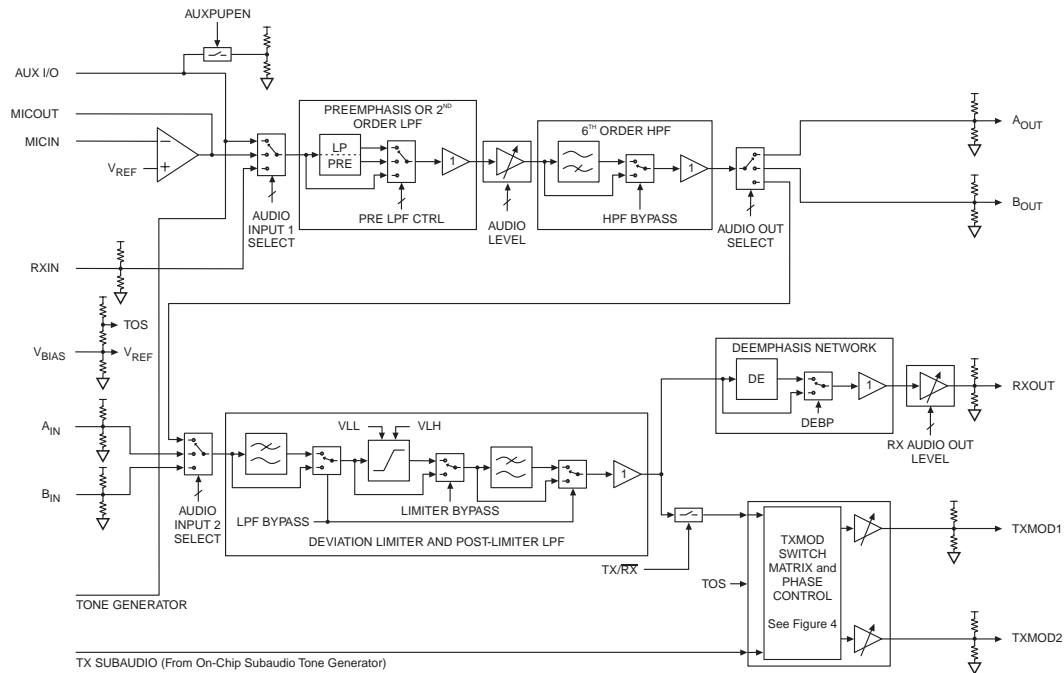 AUXPUPEN
AUX I/O
MICOUT
MICIN
VREF
PREEMPHASIS OR 2ND
ORDER LPF
LP
PRE
1
6TH ORDER HPF
1
AOUT
BOUT
AUDIO
INPUT 1
SELECT
PRE LPF CTRL
AUDIO
LEVEL
HPF BYPASS
AUDIO OUT
SELECT
RXIN
TOS
VBIAS
VREF
DEEMPHASIS NETWORK
DE
1
RXOUT
DEBP
RX AUDIO OUT
LEVEL
AIN
BIN
VLL
VLH
1
AUDIO
INPUT 2
SELECT
LPF BYPASS
LIMITER BYPASS
DEVIATION LIMITER AND POST-LIMITER LPF
TX/RX
TOS
TXMOD
SWITCH
MATRIX and
PHASE
CONTROL
See Figure 4
TXMOD1
TXMOD2
TONE GENERATOR
TX SUBAUDIO (From On-Chip Subaudio Tone Generator)